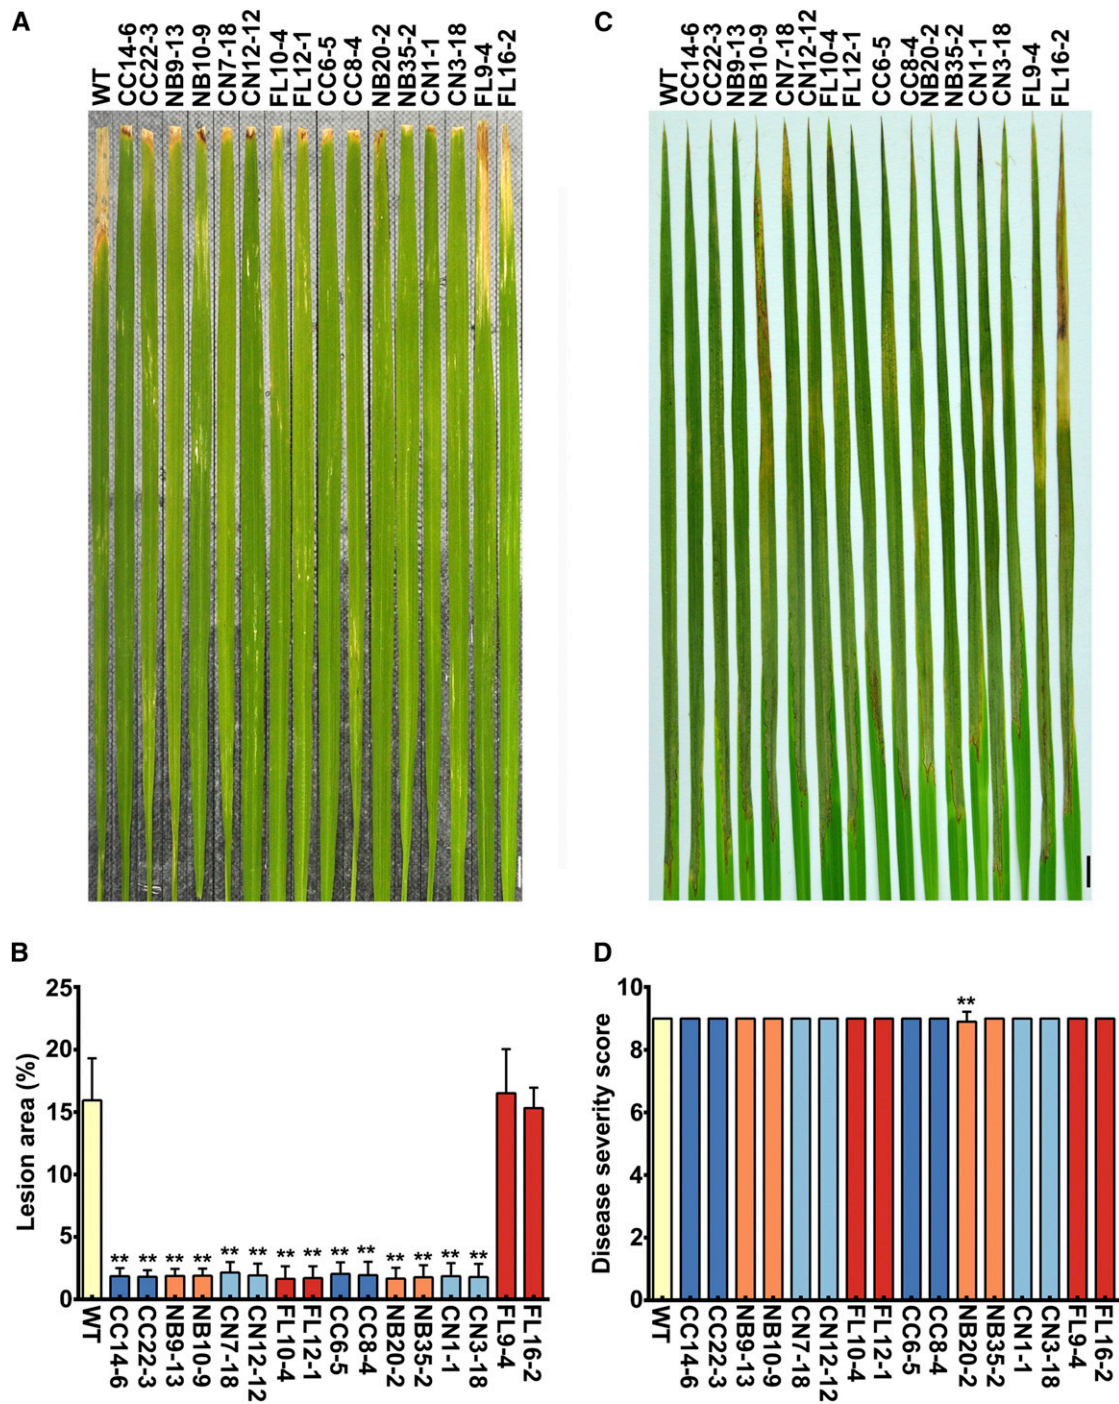 A
WT
CC14-6
CC22-3
NB9-13
NB10-9
CN7-18
CN12-12
FL10-4
FL12-1
CC6-5
CC8-4
NB20-2
NB35-2
CN1-1
CN3-18
FL9-4
FL16-2
C
WT
CC14-6
CC22-3
NB9-13
NB10-9
CN7-18
CN12-12
FL10-4
FL12-1
CC6-5
CC8-4
NB20-2
NB35-2
CN1-1
CN3-18
FL9-4
FL16-2
B
Lesion area (%)
25
20
15
10
5
0
** ** ** ** ** ** ** ** ** ** ** ** ** **
WT
CC14-6
CC22-3
NB9-13
NB10-9
CN7-18
CN12-12
FL10-4
FL12-1
CC6-5
CC8-4
NB20-2
NB35-2
CN1-1
CN3-18
FL9-4
FL16-2
D
Disease severity score
10
8
6
4
2
0
**
WT
CC14-6
CC22-3
NB9-13
NB10-9
CN7-18
CN12-12
FL10-4
FL12-1
CC6-5
CC8-4
NB20-2
NB35-2
CN1-1
CN3-18
FL9-4
FL16-2